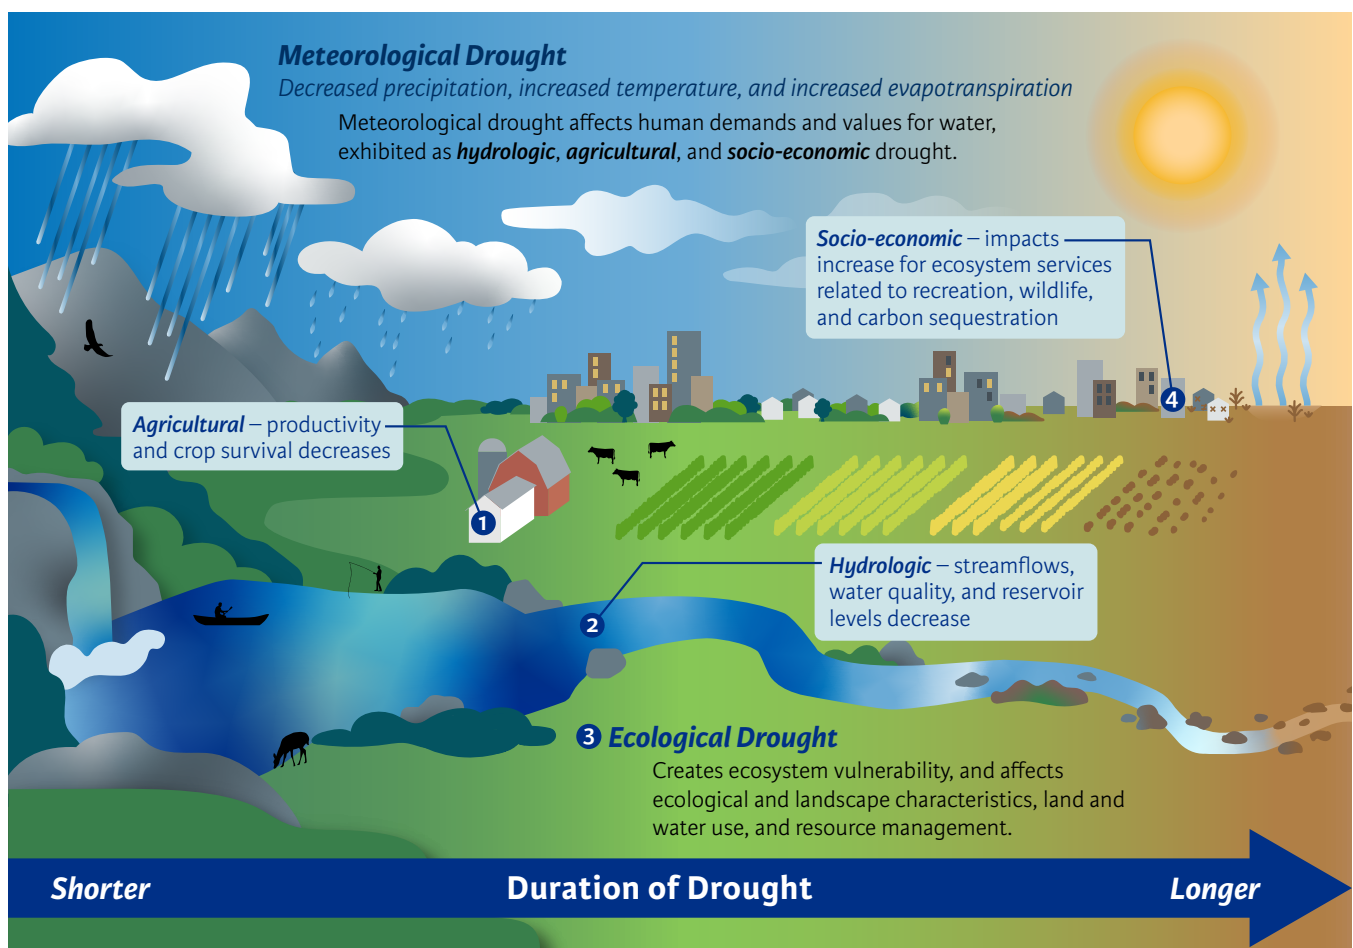 Meteorological Drought
Decreased precipitation, increased temperature, and increased evapotranspiration
Meteorological drought affects human demands and values for water,
exhibited as hydrologic, agricultural, and socio-economic drought.
Socio-economic – impacts
increase for ecosystem services
related to recreation, wildlife,
and carbon sequestration
4
Agricultural – productivity
and crop survival decreases
1
Hydrologic – streamflows,
water quality, and reservoir
levels decrease
2
3 Ecological Drought
Creates ecosystem vulnerability, and affects
ecological and landscape characteristics, land and
water use, and resource management.
Shorter Duration of Drought Longer